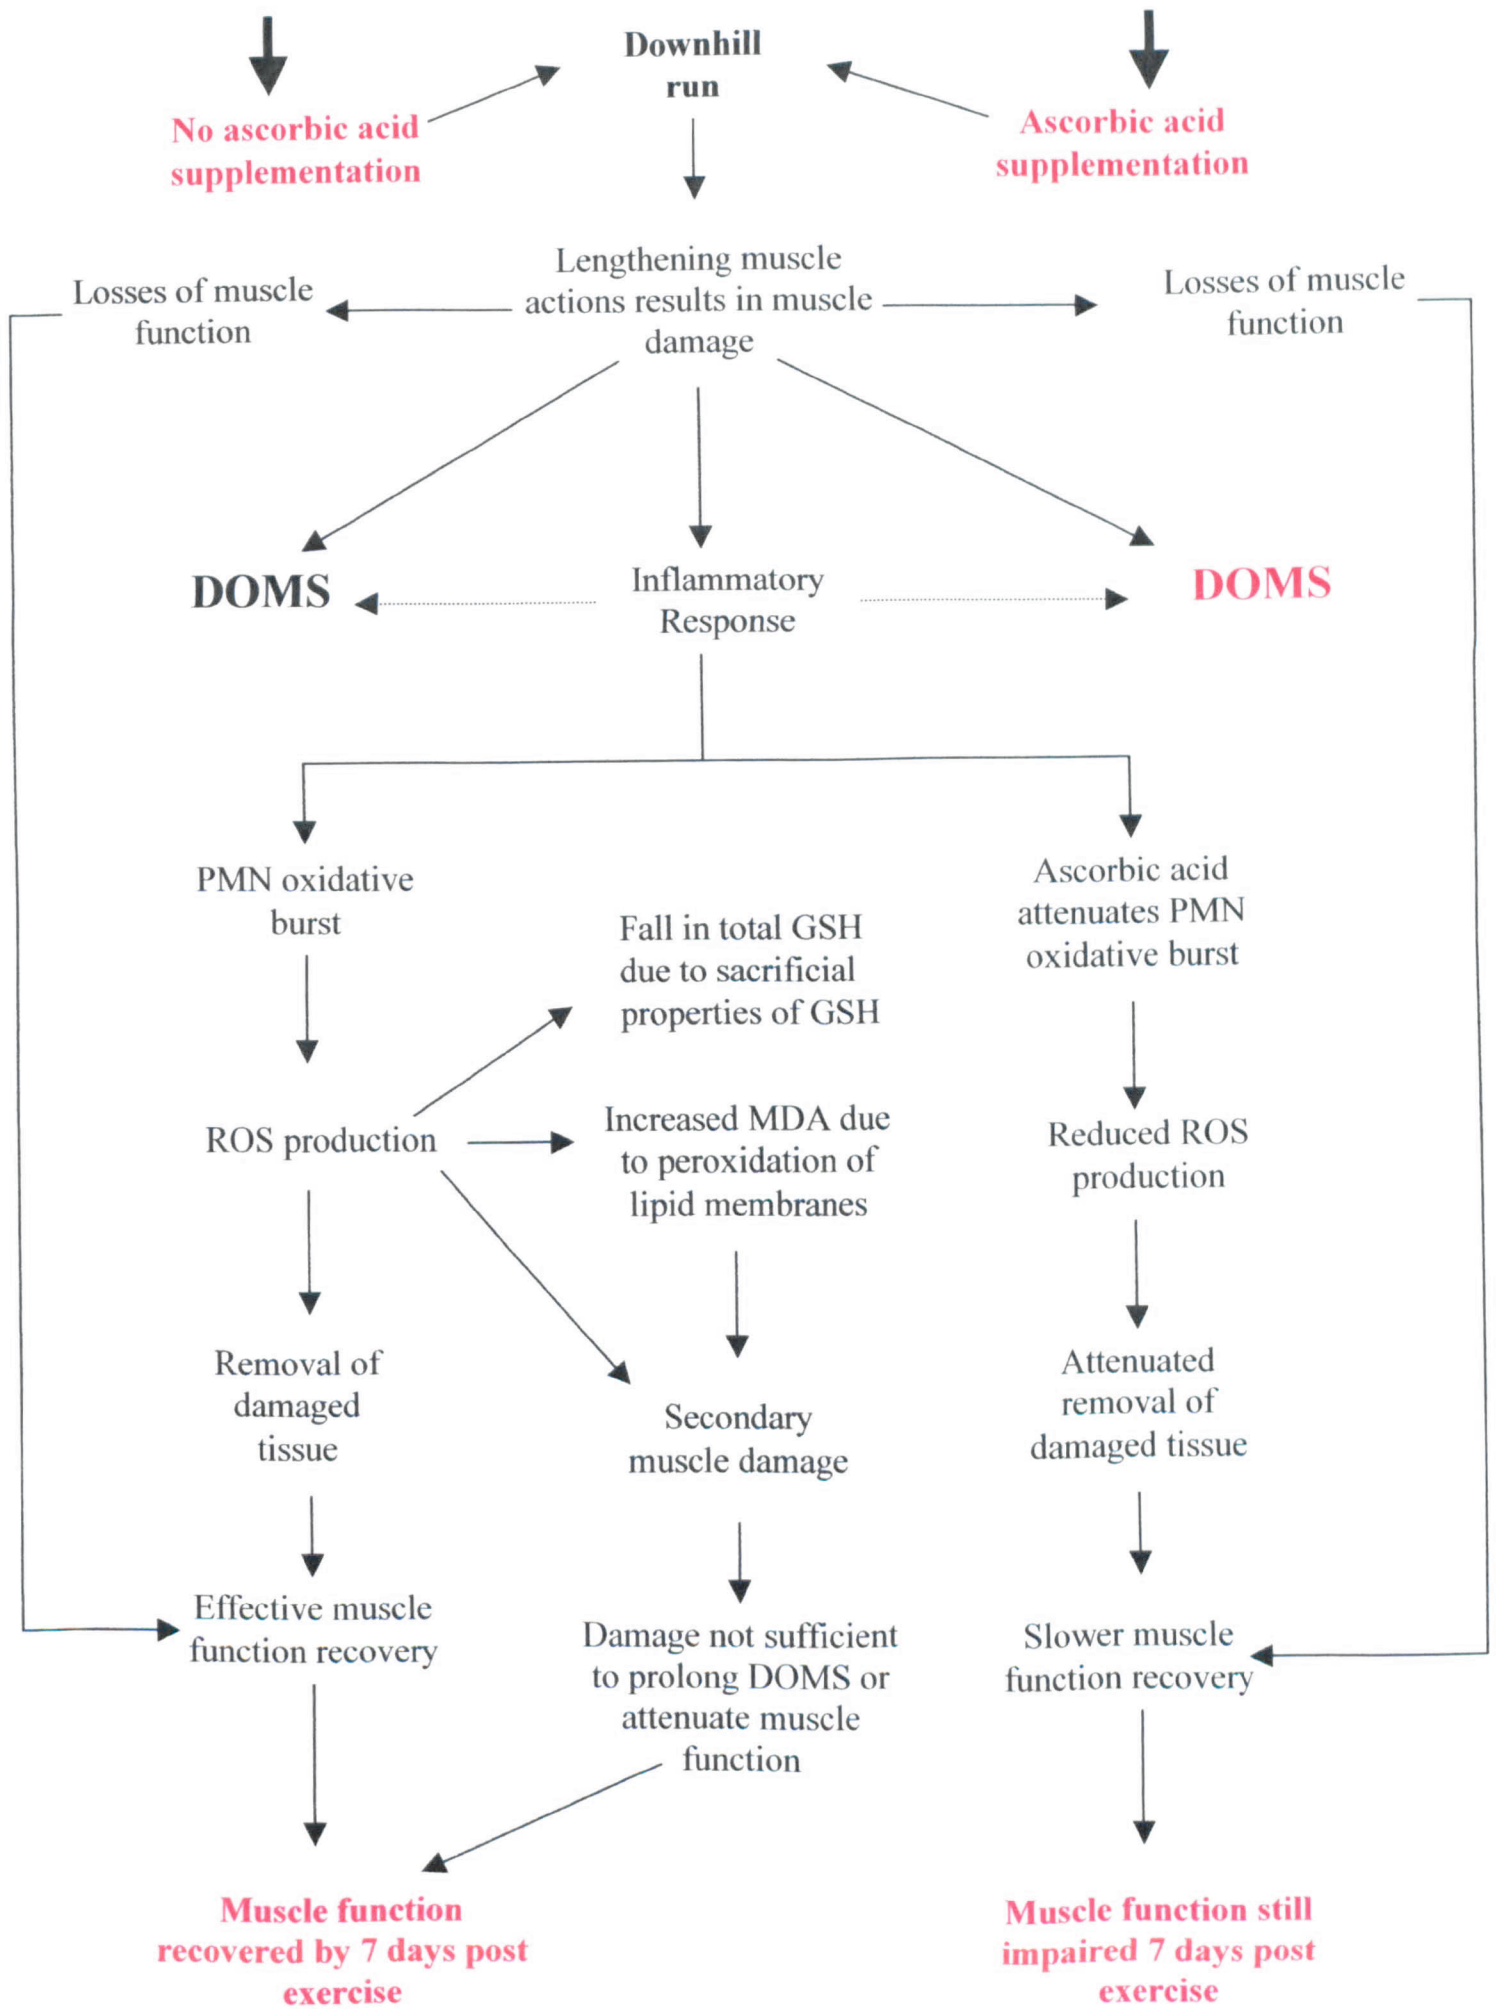 Downhill
run
No ascorbic acid
supplementation
Ascorbic acid
supplementation
Losses of muscle
function
Lengthening muscle
actions results in muscle
damage
Losses of muscle
function
DOMS
Inflammatory
Response
DOMS
PMN oxidative
burst
Fall in total GSH
due to sacrificial
properties of GSH
Ascorbic acid
attenuates PMN
oxidative burst
ROS production
Increased MDA due
to peroxidation of
lipid membranes
Reduced ROS
production
Removal of
damaged
tissue
Secondary
muscle damage
Attenuated
removal of
damaged tissue
Effective muscle
function recovery
Damage not sufficient
to prolong DOMS or
attenuate muscle
function
Slower muscle
function recovery
Muscle function
recovered by 7 days post
exercise
Muscle function still
impaired 7 days post
exercise